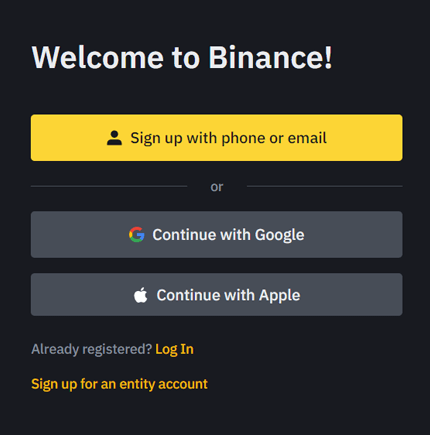 Welcome to Binance!
Sign up with phone or email
or
Continue with Google
Continue with Apple
Already registered? Log In
Sign up for an entity account